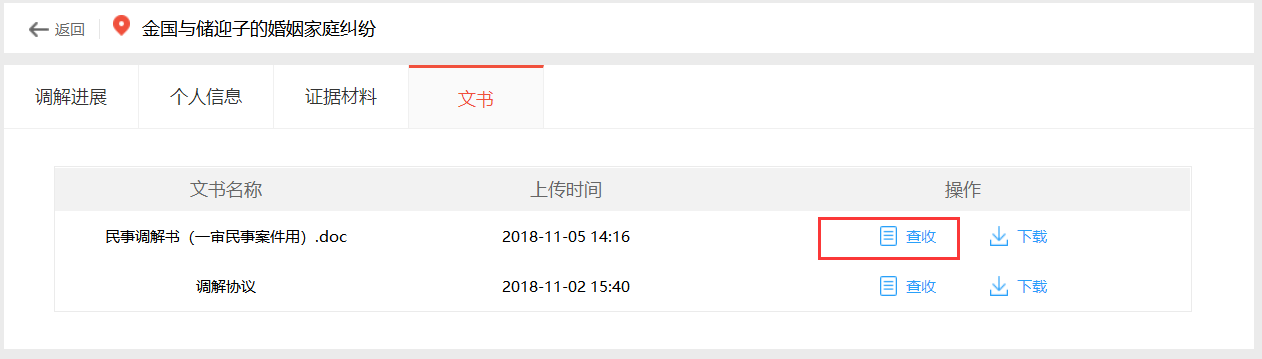 返回 金国与储迎子的婚姻家庭纠纷
调解进展 个人信息 证据材料 文书
文书名称 上传时间 操作
民事调解书（一审民事案件用）.doc 2018-11-05 14:16 查收 下载
调解协议 2018-11-02 15:40 查收 下载